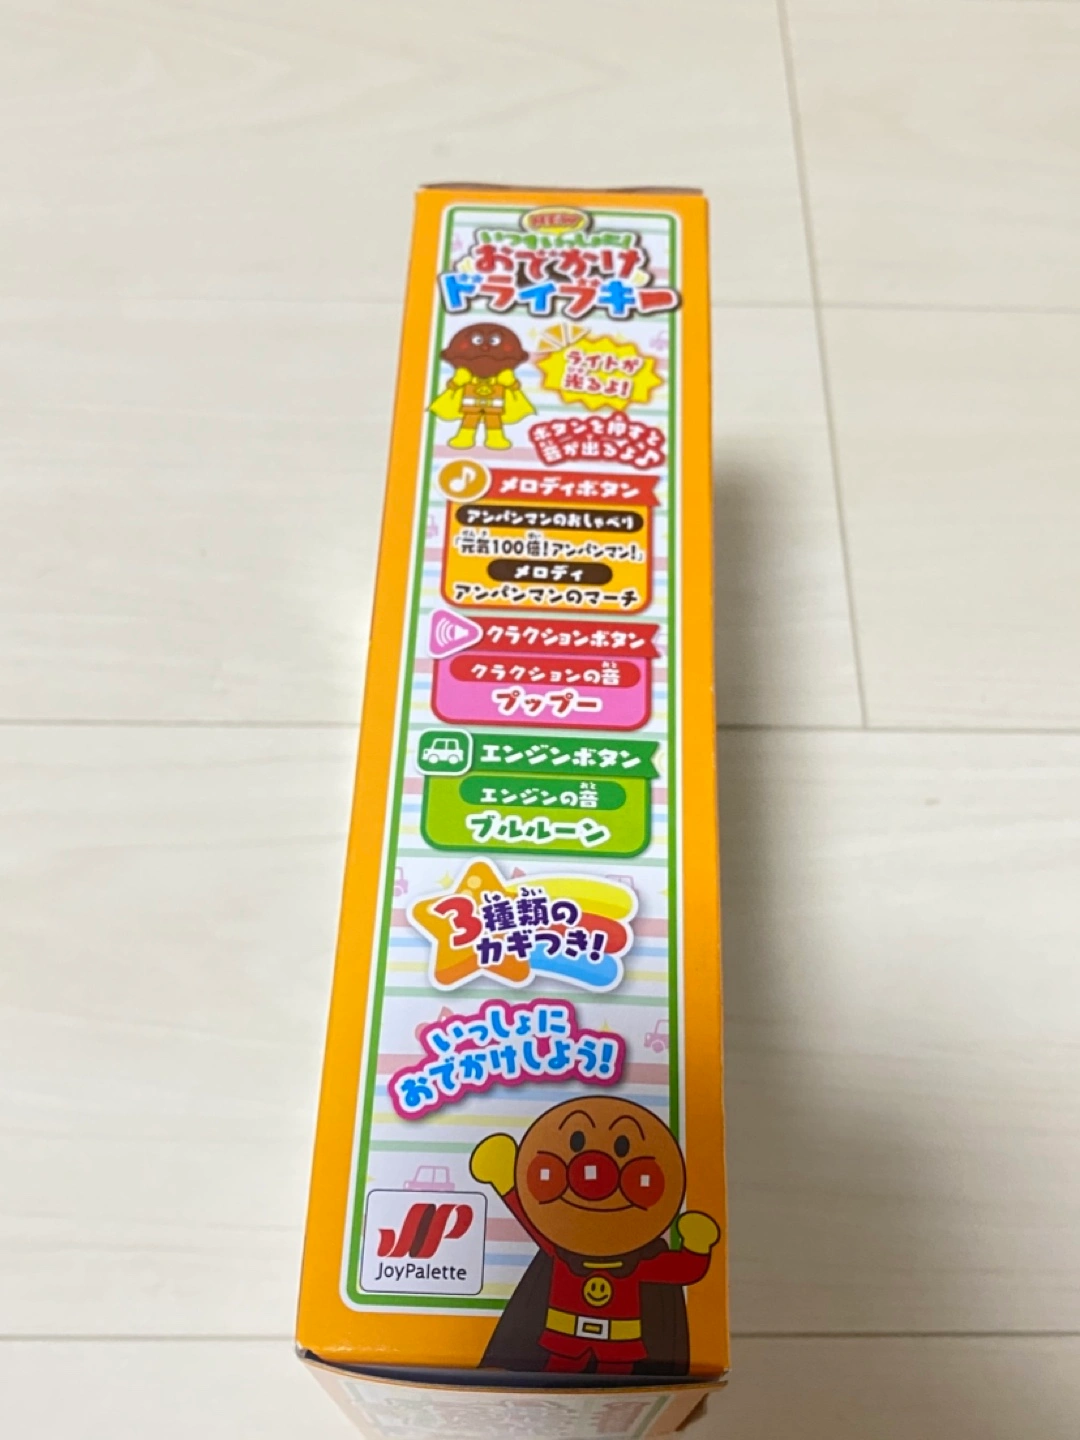 NEW
いつもいっしょに!
おでかけ
ドライブキー
ライトが
光るよ!
ボタンを押すと
音が出るよ♪
メロディボタン
アンパンマンのおしゃべり
「元気100倍!アンパンマン!」
メロディ
アンパンマンのマーチ
クラクションボタン
クラクションの音
プップー
エンジンボタン
エンジンの音
ブルルーン
3種類の
カギつき!
いっしょに
おでかけしよう!
JP
JoyPalette